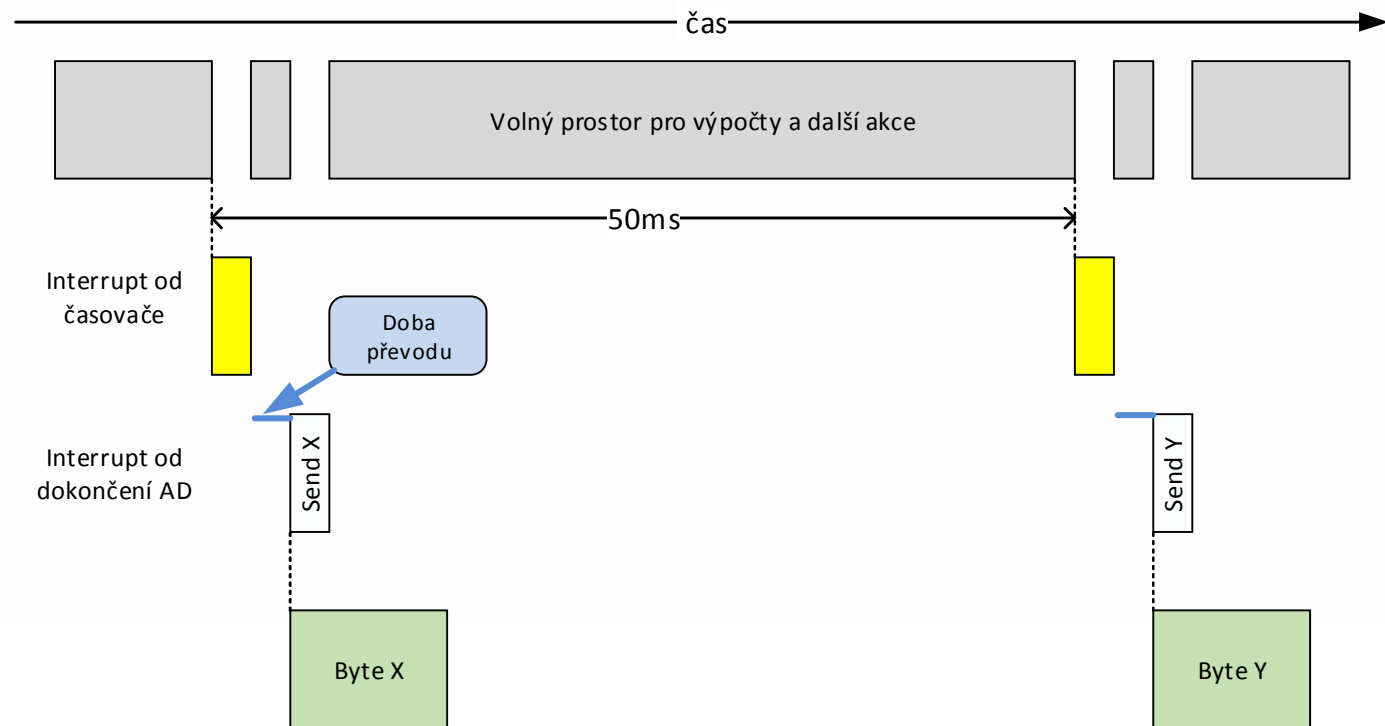 čas
Volný prostor pro výpočty a další akce
50ms
Interrupt od
časovače
Doba
převodu
Interrupt od
dokončení AD
Send X
Send Y
Byte X
Byte Y